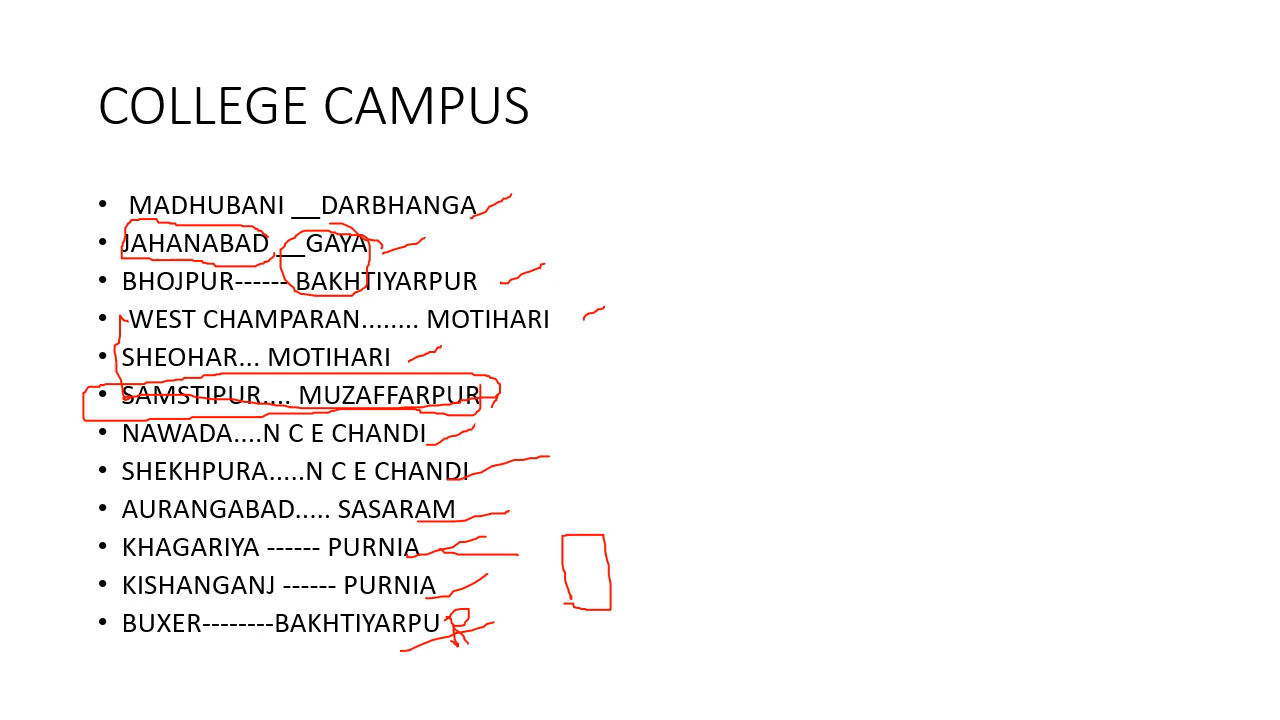 COLLEGE CAMPUS
• MADHUBANI __DARBHANGA
• JAHANABAD __GAYA
• BHOJPUR------ BAKHTIYARPUR
• WEST CHAMPARAN........ MOTIHARI
• SHEOHAR... MOTIHARI
• SAMSTIPUR.... MUZAFFARPUR
• NAWADA....N C E CHANDI
• SHEKHPURA.....N C E CHANDI
• AURANGABAD..... SASARAM
• KHAGARIYA ------ PURNIA
• KISHANGANJ ------ PURNIA
• BUXER--------BAKHTIYARPUR